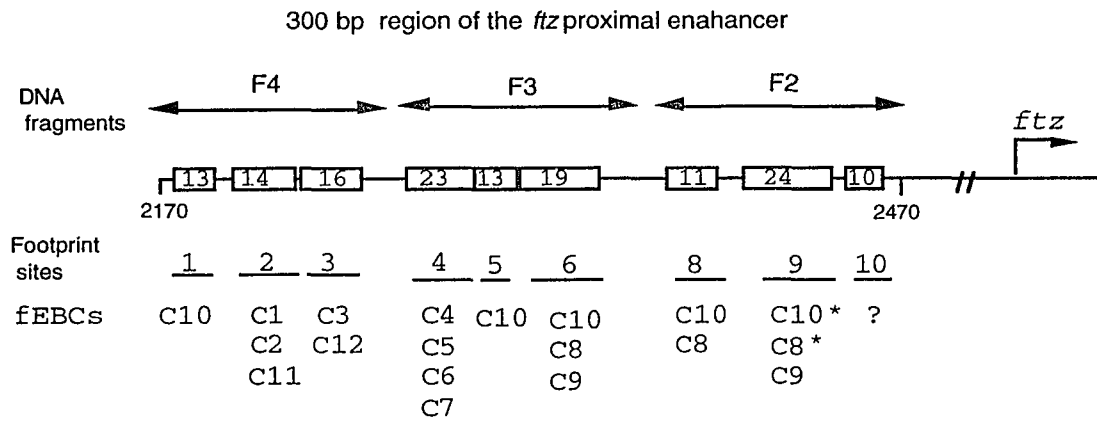 300 bp region of the ftz proximal enahancer
F4 F3 F2
DNA
fragments
ftz
13 14 16 23 13 19 11 24 10
2170 2470
Footprint
sites
1 2 3 4 5 6 8 9 10
fEBCs C10 C1 C3 C4 C10 C10 C10 C10* ?
C2 C12 C5 C8 C8 C8*
C11 C6 C9 C9
C7